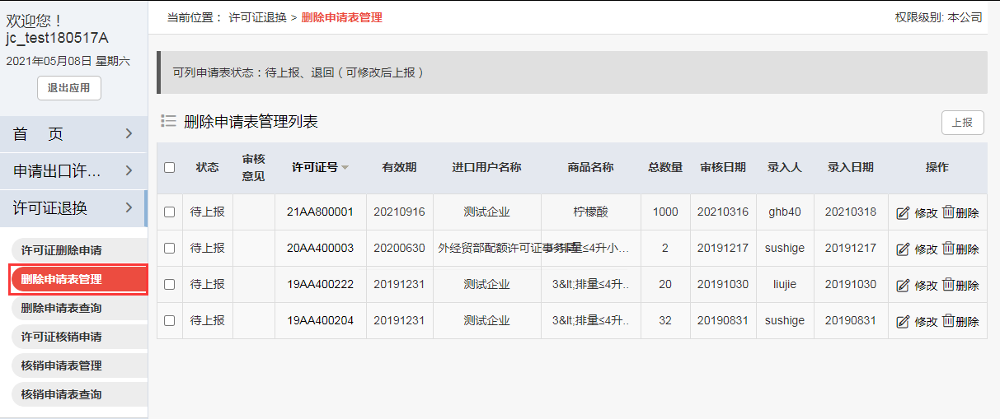 欢迎您！
jc_test180517A
2021年05月08日 星期六
退出应用
首 页
申请出口许...
许可证退换
许可证删除申请
删除申请表管理
删除申请表查询
许可证核销申请
核销申请表管理
核销申请表查询
当前位置： 许可证退换 > 删除申请表管理
权限级别: 本公司
可列申请表状态：待上报、退回（可修改后上报）
删除申请表管理列表
上报
状态 审核意见 许可证号 有效期 进口用户名称 商品名称 总数量 审核日期 录入人 录入日期 操作
待上报 21AA800001 20210916 测试企业 柠檬酸 1000 20210316 ghb40 20210318 修改 删除
待上报 20AA400003 20200630 外经贸部配额许可证事务局 排量≤4升小... 2 20191217 sushige 20191217 修改 删除
待上报 19AA400222 20191231 测试企业 3&lt;排量≤4升.. 20 20191030 liujie 20191030 修改 删除
待上报 19AA400204 20191231 测试企业 3&lt;排量≤4升.. 32 20190831 sushige 20190831 修改 删除